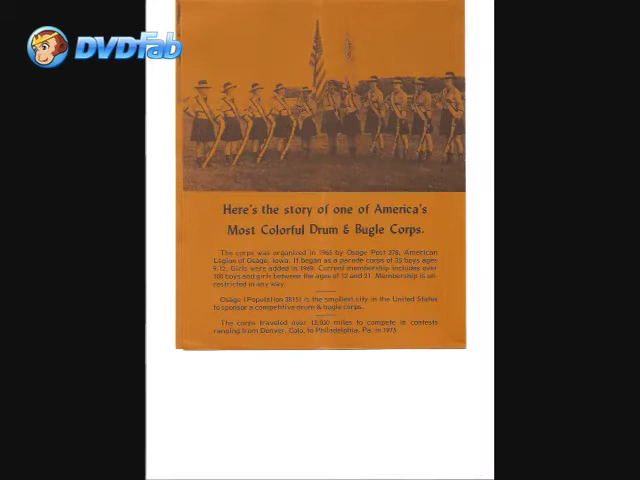 DVDFab
Here's the story of one of America's
Most Colorful Drum & Bugle Corps.
The corps was organized in 1965 by Osage Post 278, American
Legion of Osage, Iowa. It began as a parade corps of 35 boys ages
9-12. Girls were added in 1969. Current membership includes over
100 boys and girls between the ages of 12 and 21. Membership is un-
restricted in any way.
Osage (Population 3815) is the smallest city in the United States
to sponsor a competitive drum & bugle corps.
The corps traveled over 12,000 miles to compete in contests
ranging from Denver, Colo. to Philadelphia, Pa. in 1973